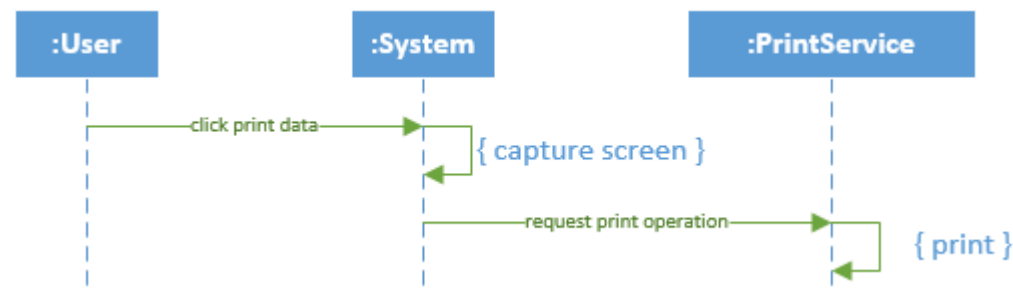 :User
:System
:PrintService
click print data
{ capture screen }
request print operation
{ print }